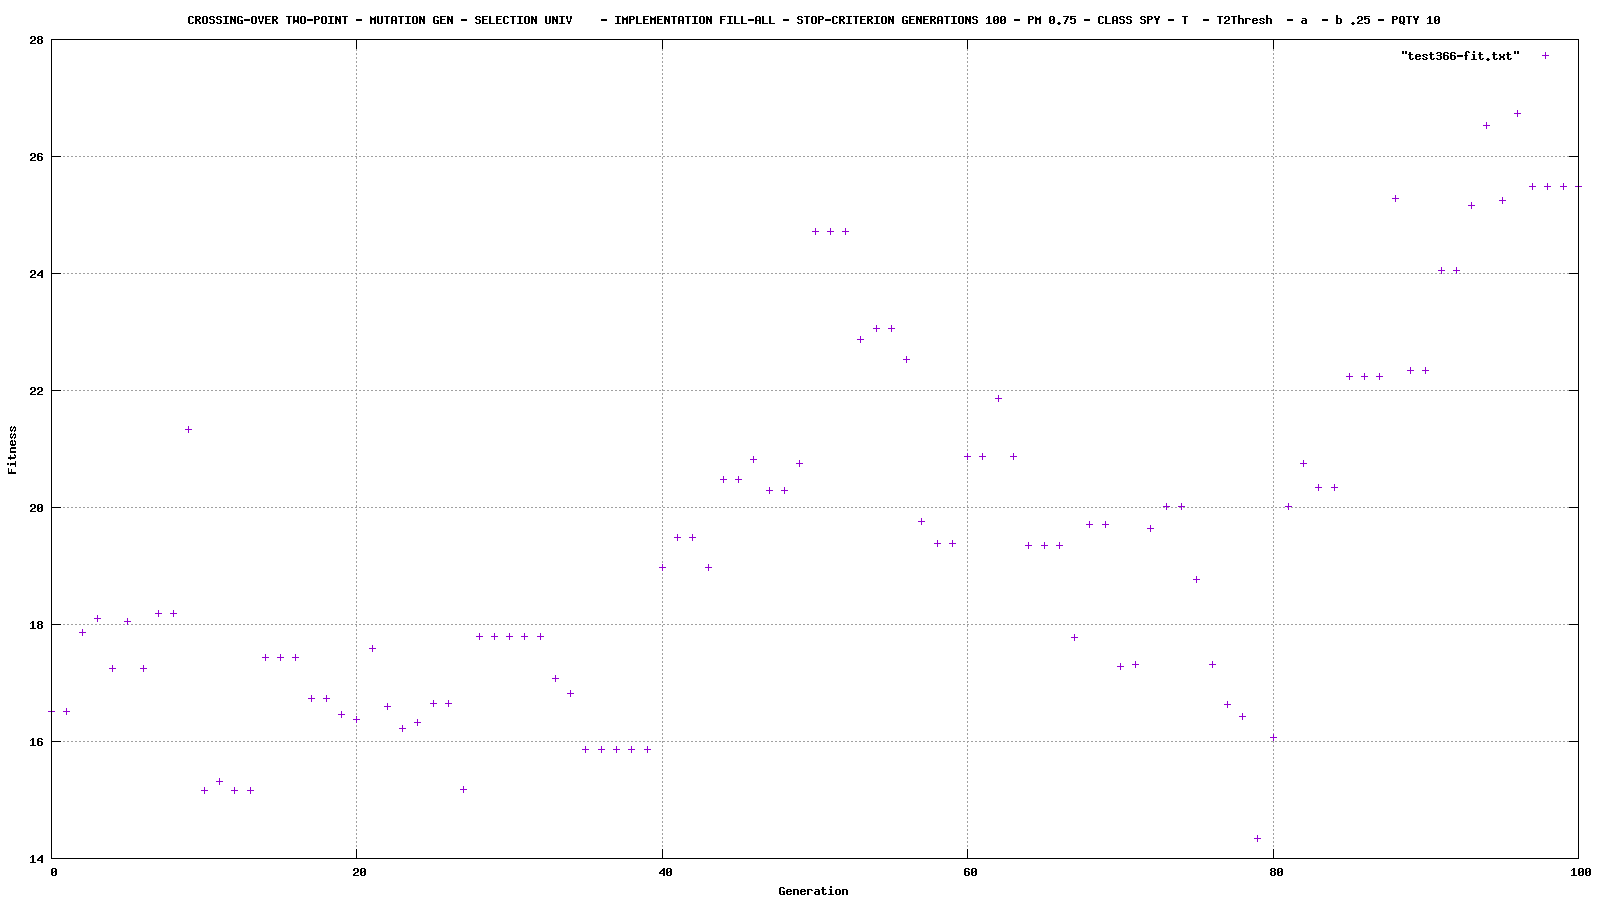 CROSSING-OVER TWO-POINT - MUTATION GEN - SELECTION UNIV    - IMPLEMENTATION FILL-ALL - STOP-CRITERION GENERATIONS 100 - PM 0.75 - CLASS SPY - T  - T2Thresh  - a  - b .25 - PQTY 10
"test366-fit.txt"
28
26
24
22
20
18
16
14
Fitness
0 20 40 60 80 100
Generation